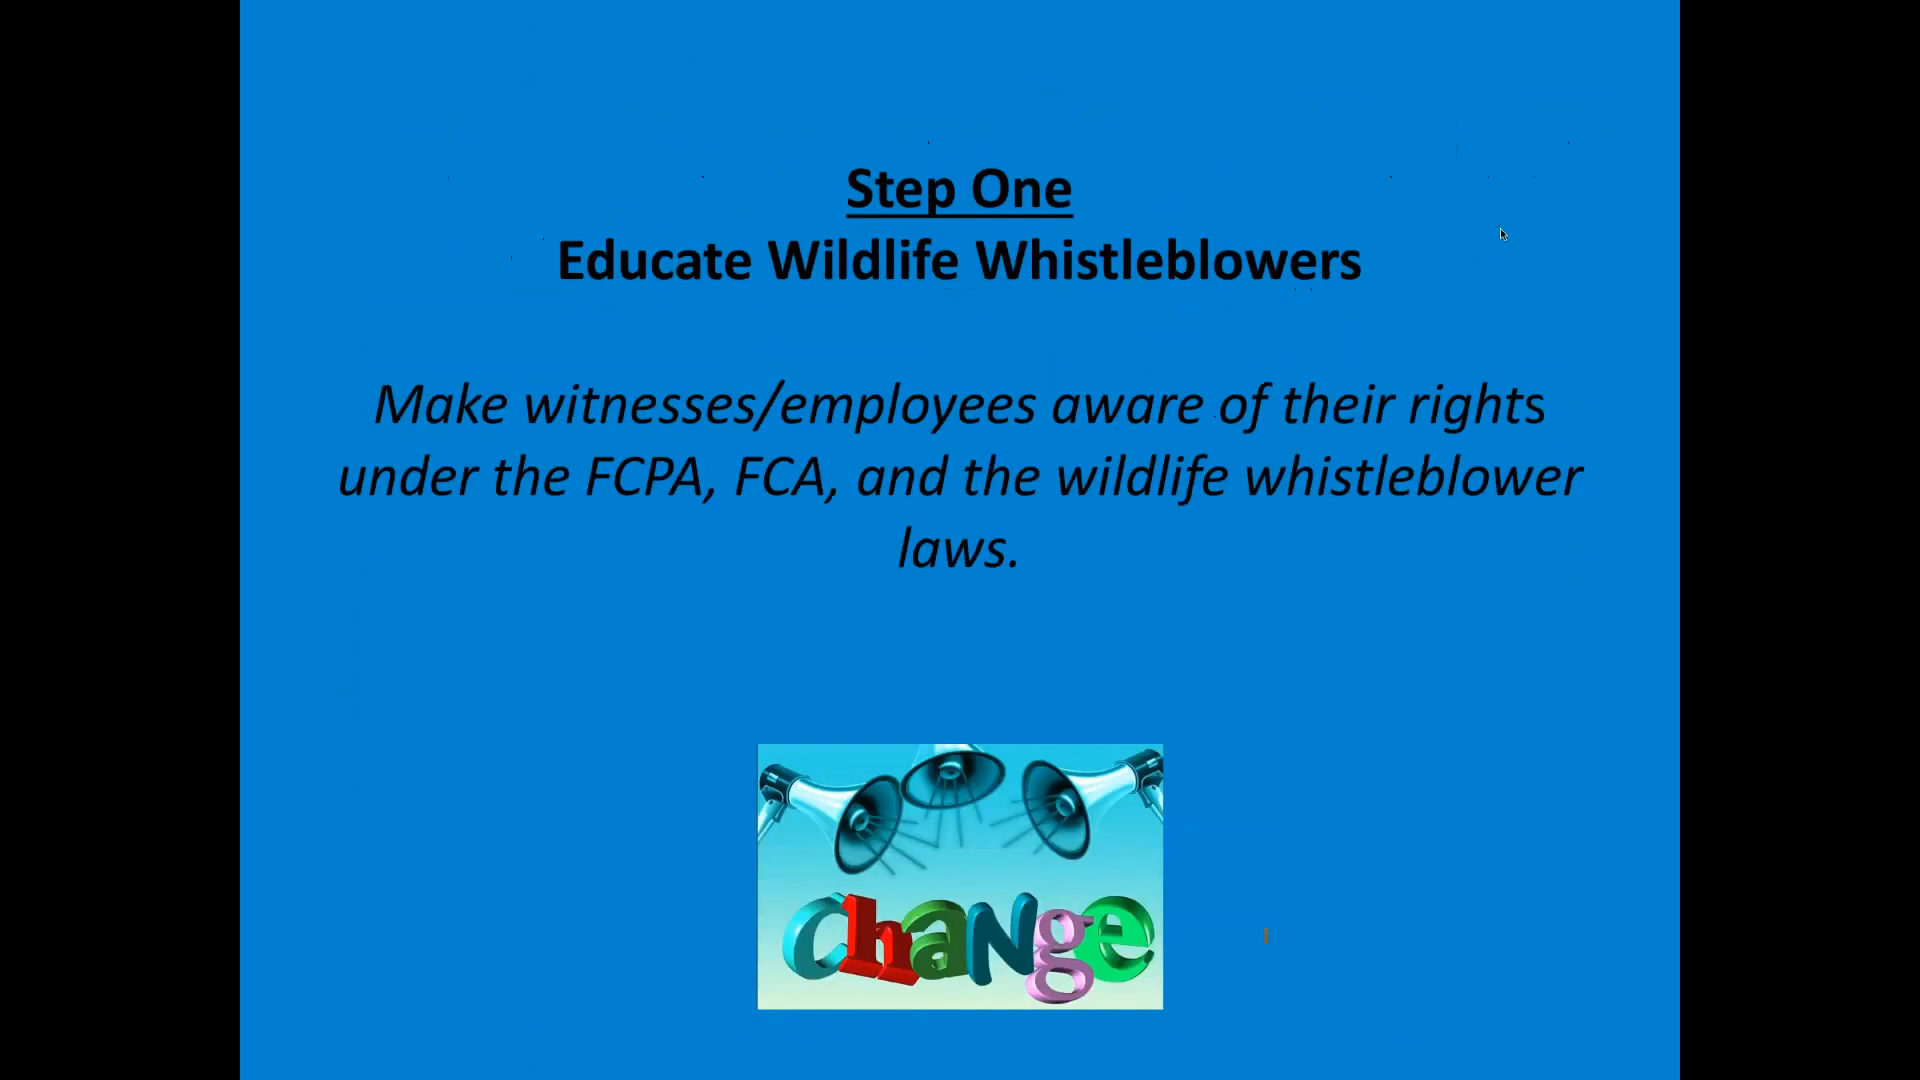 Step One
Educate Wildlife Whistleblowers
Make witnesses/employees aware of their rights
under the FCPA, FCA, and the wildlife whistleblower
laws.
chaNge